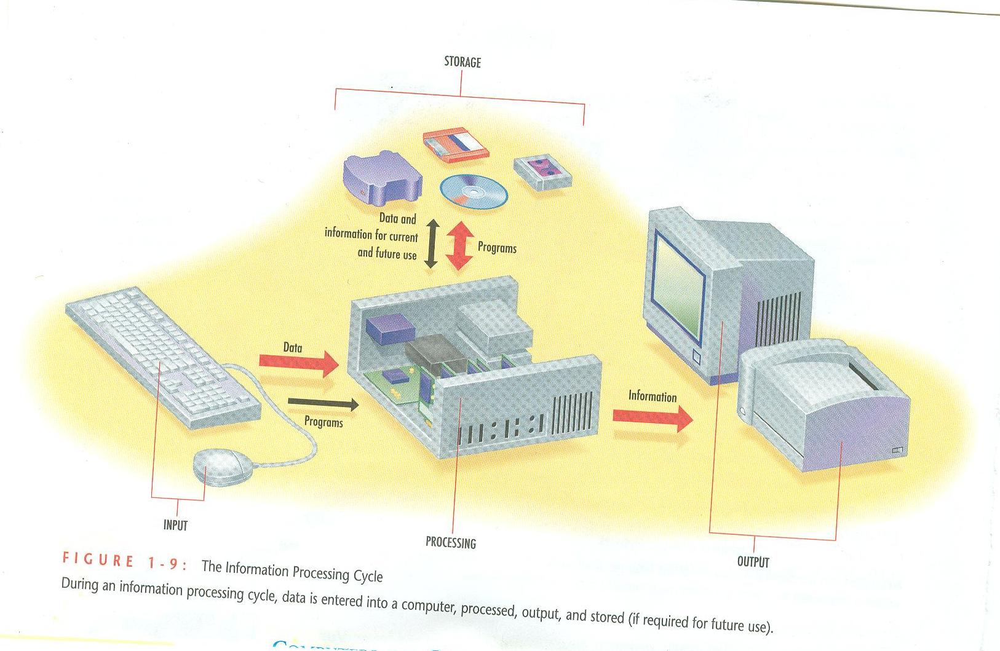 STORAGE
Data and
information for current
and future use
Programs
Data
Programs
Information
INPUT
PROCESSING
OUTPUT
FIGURE 1-9: The Information Processing Cycle
During an information processing cycle, data is entered into a computer, processed, output, and stored (if required for future use).